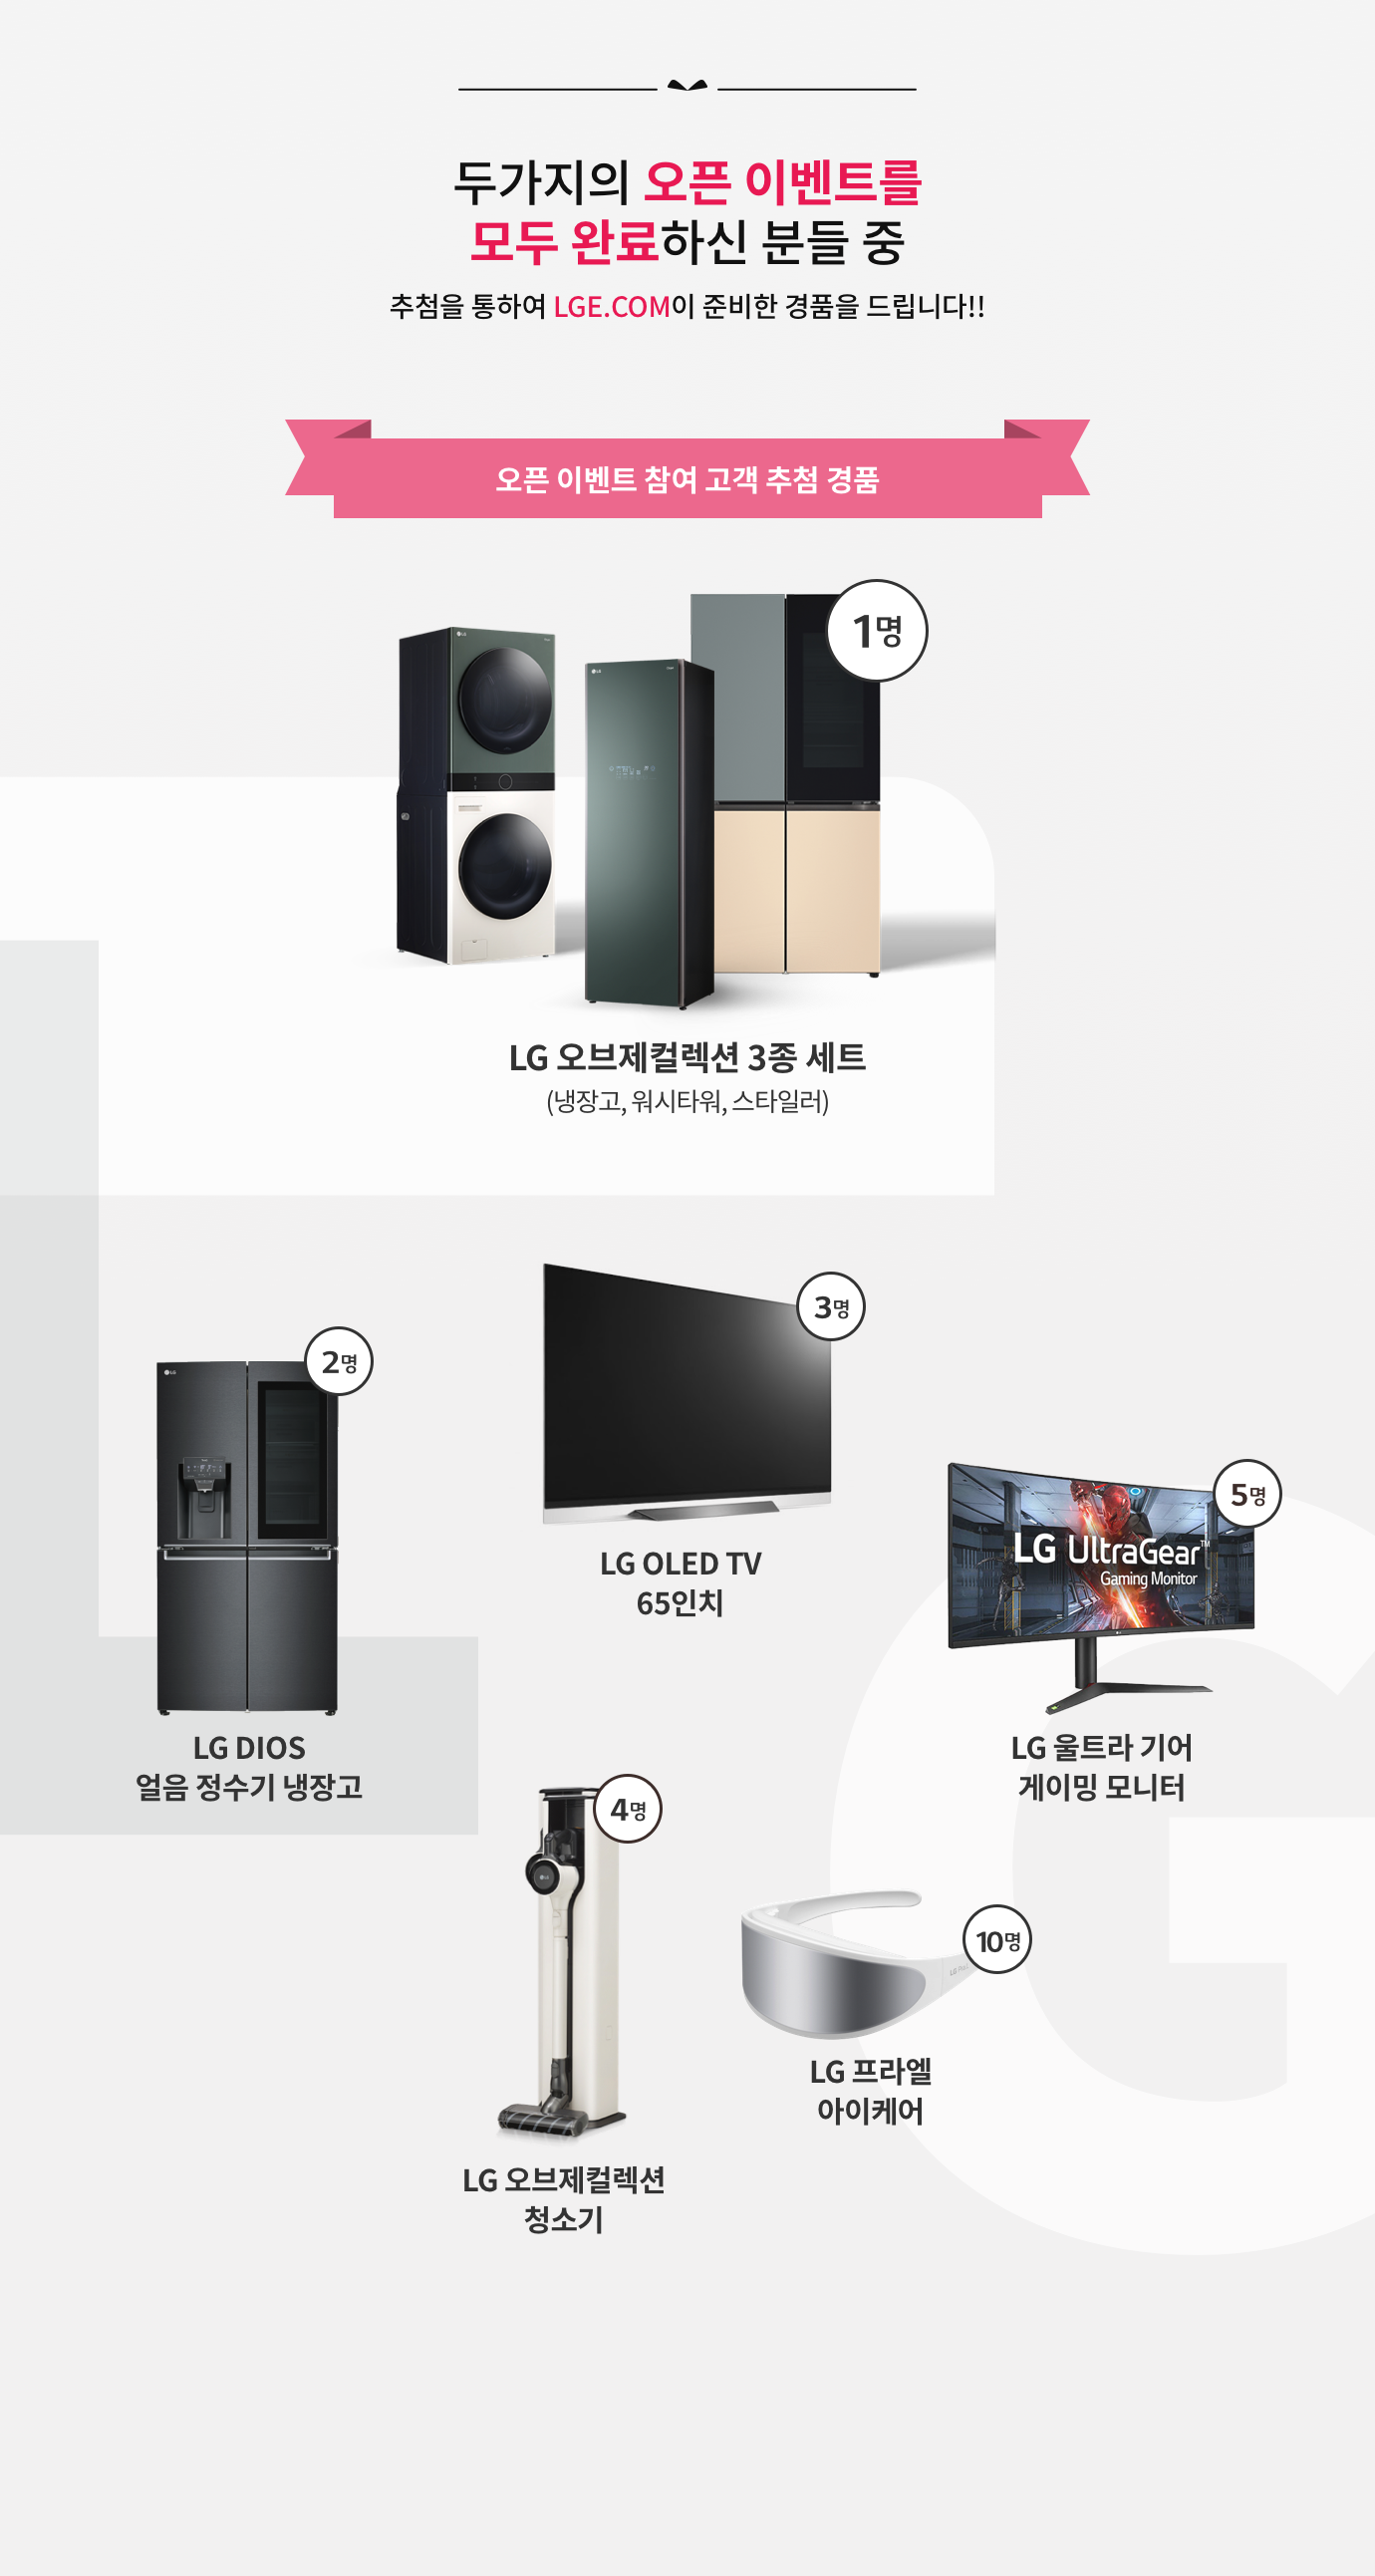 두가지의 오픈 이벤트를
모두 완료하신 분들 중
추첨을 통하여 LGE.COM이 준비한 경품을 드립니다!!
오픈 이벤트 참여 고객 추첨 경품
1명
LG
LG
LG 오브제컬렉션 3종 세트
(냉장고, 워시타워, 스타일러)
3명
LG OLED TV
65인치
2명
LG
LG DIOS
얼음 정수기 냉장고
5명
LG UltraGear™
Gaming Monitor
LG 울트라 기어
게이밍 모니터
4명
LG
LG 오브제컬렉션
청소기
10명
LG 프라엘
아이케어